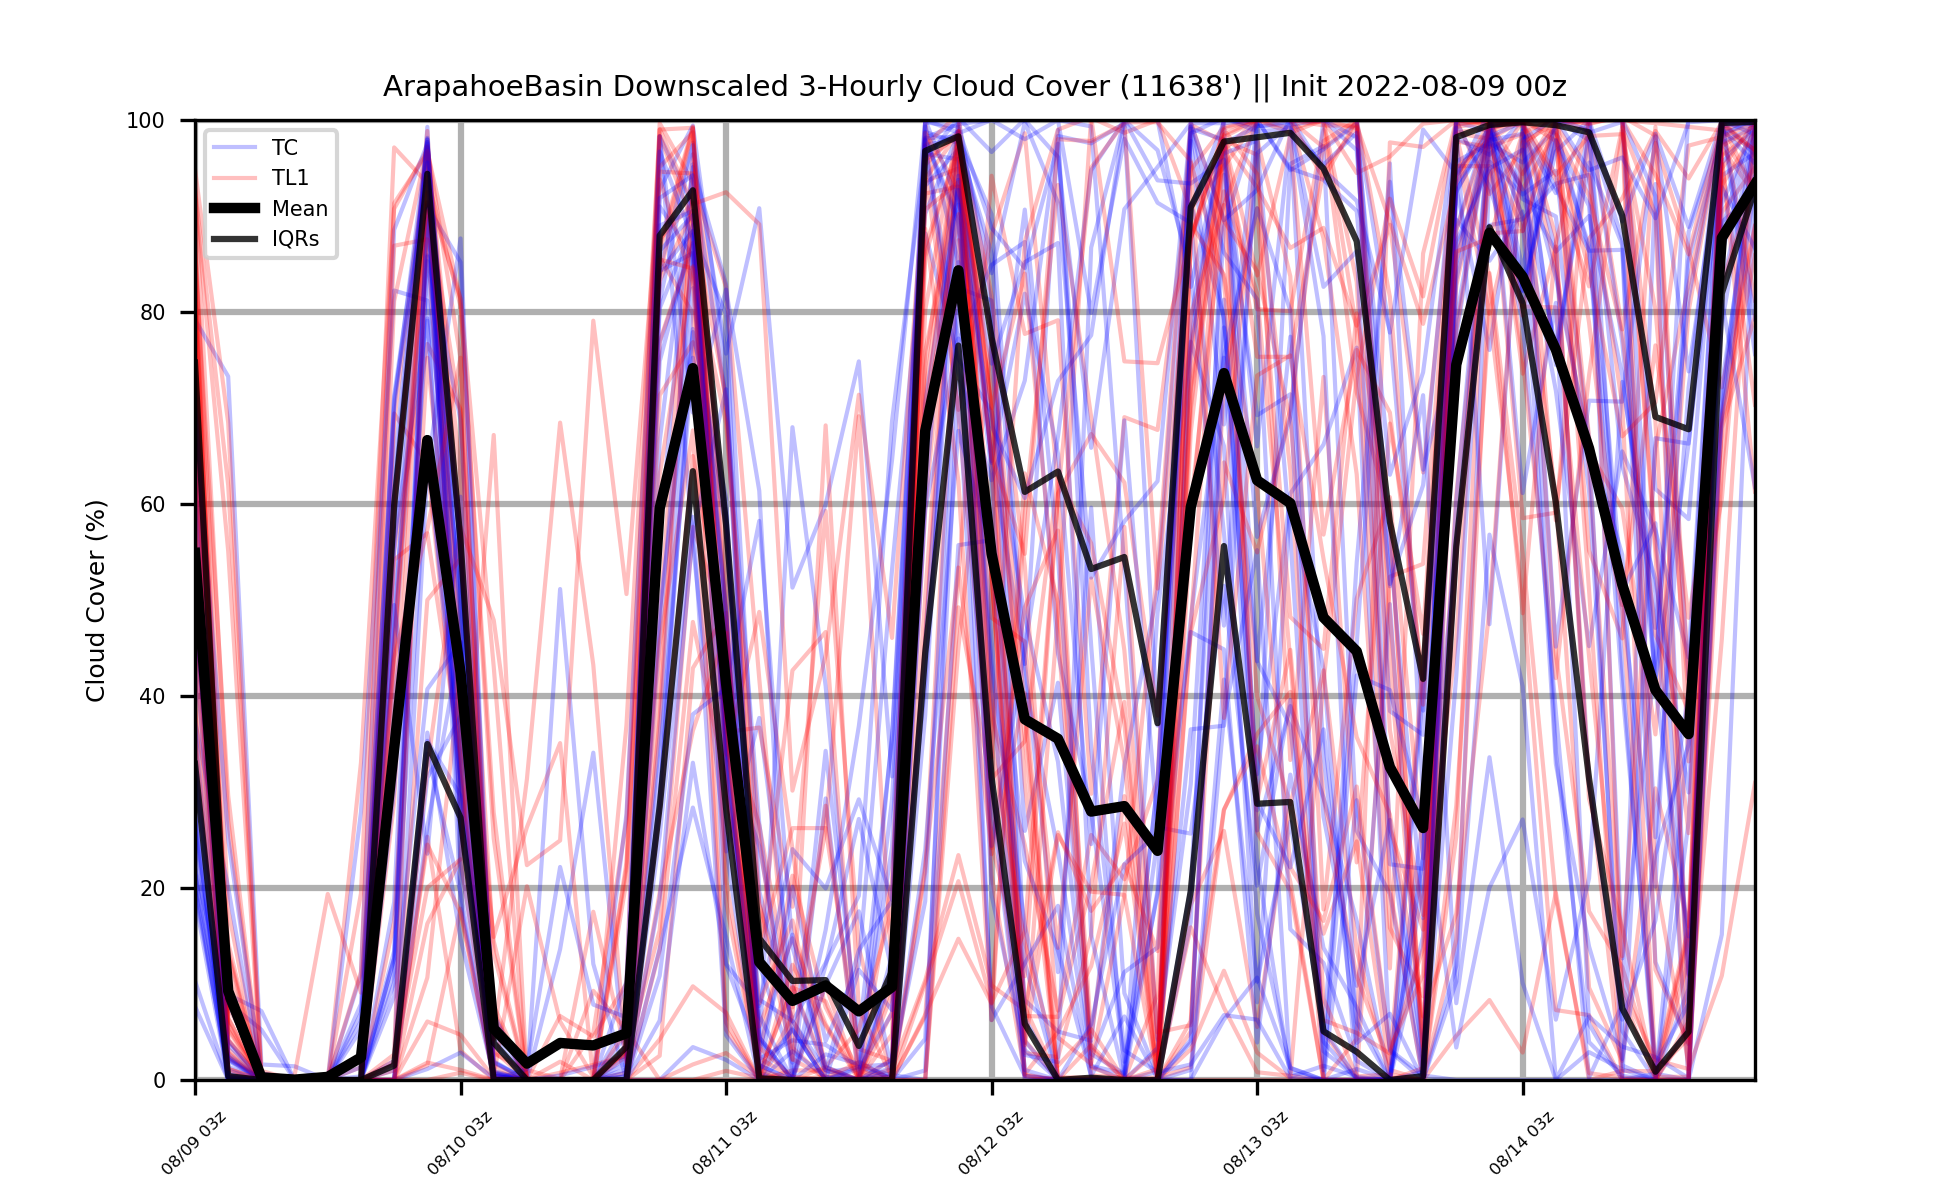 ArapahoeBasin Downscaled 3-Hourly Cloud Cover (11638') || Init 2022-08-09 00z
100
80
60
40
20
0
Cloud Cover (%)
TC
TL1
Mean
IQRs
08/09 03z
08/10 03z
08/11 03z
08/12 03z
08/13 03z
08/14 03z